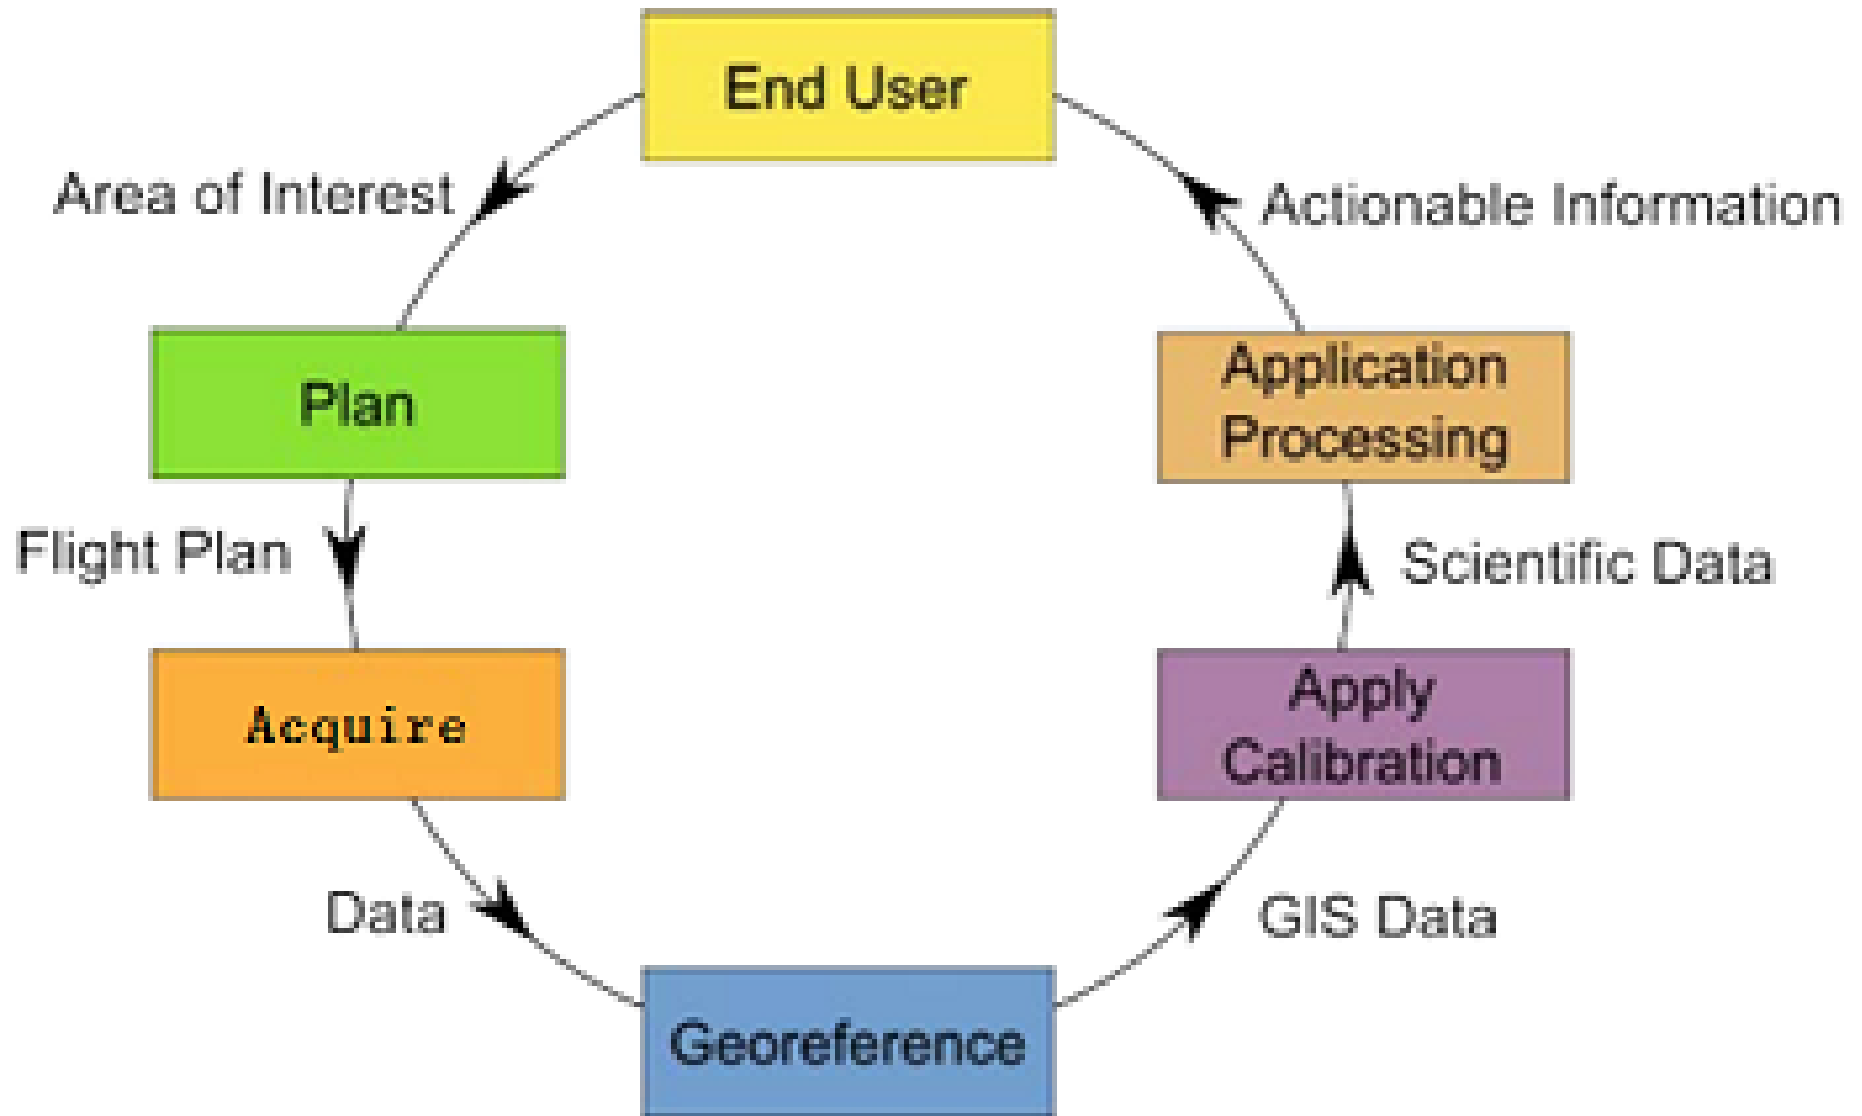 End User
Area of Interest
Actionable Information
Plan
Application
Processing
Flight Plan
Scientific Data
Acquire
Apply
Calibration
Data
GIS Data
Georeference